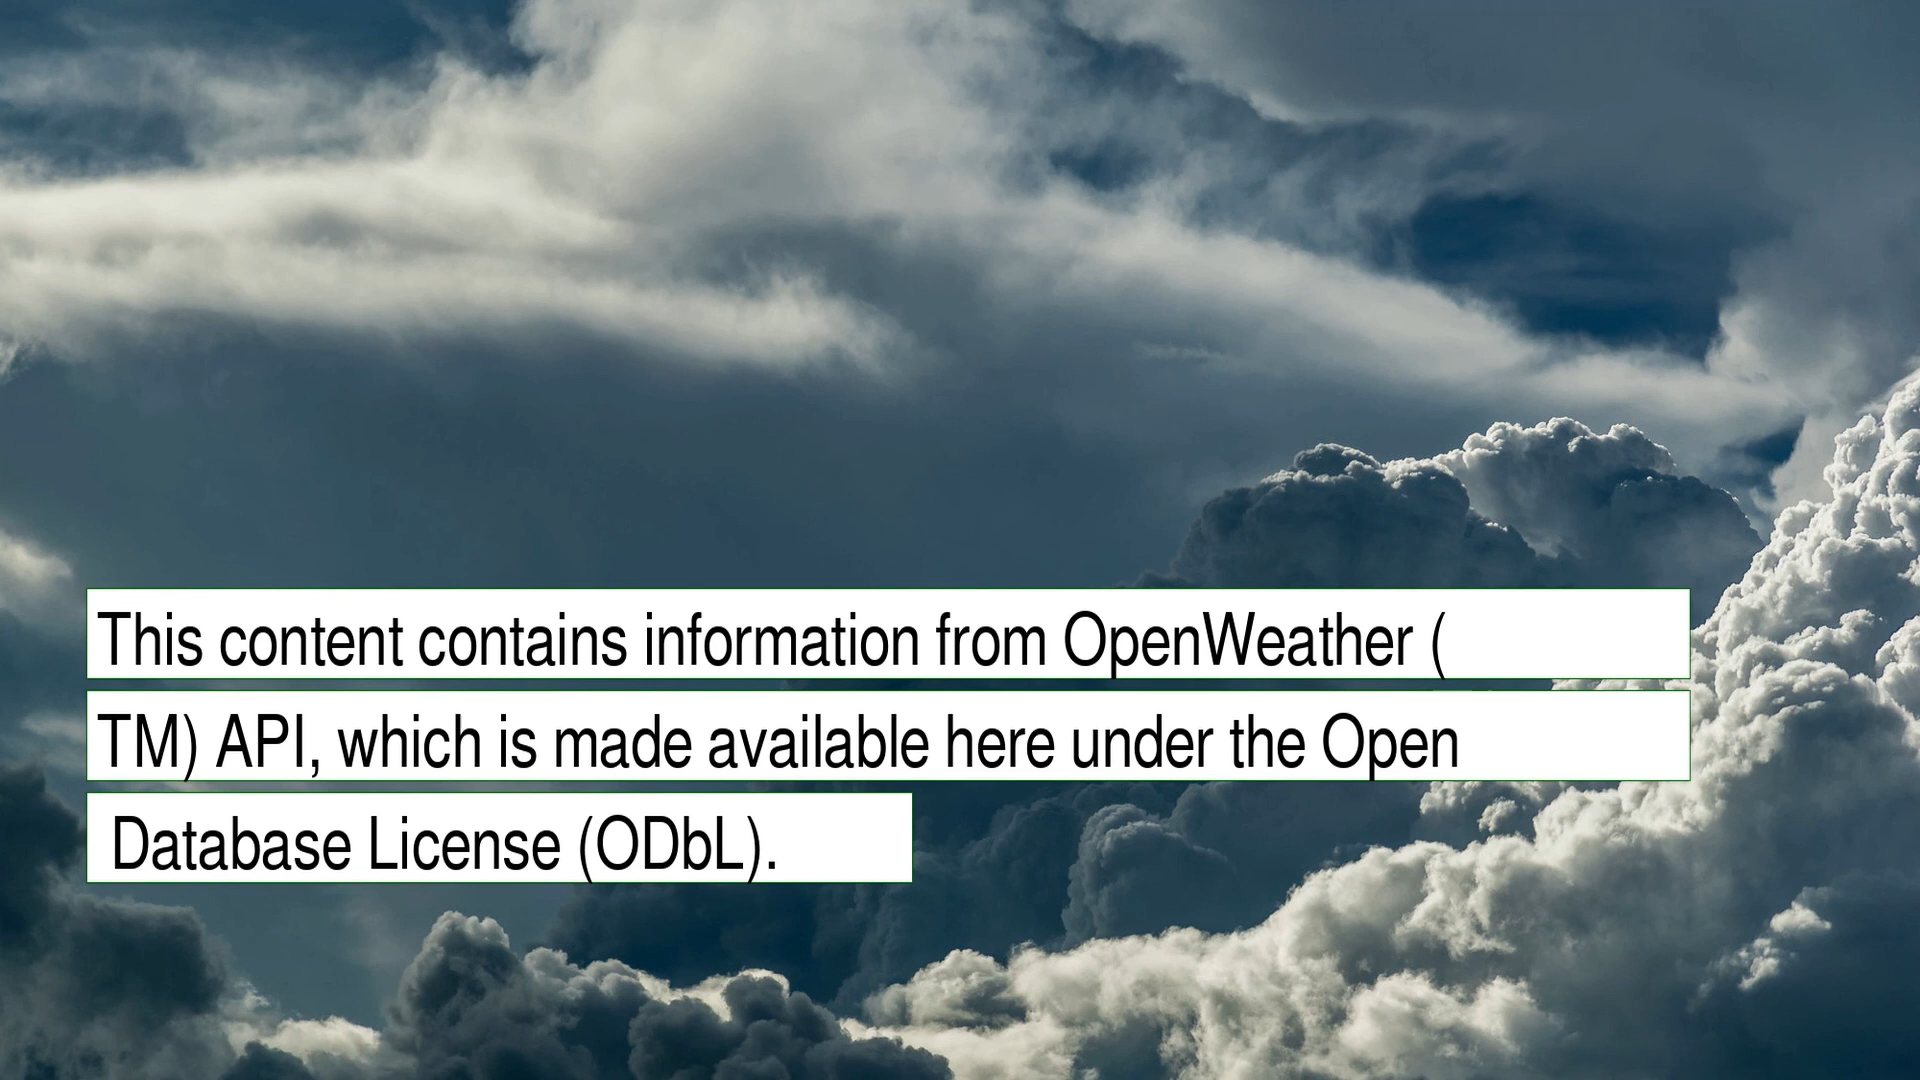 This content contains information from OpenWeather (
TM) API, which is made available here under the Open
Database License (ODbL).